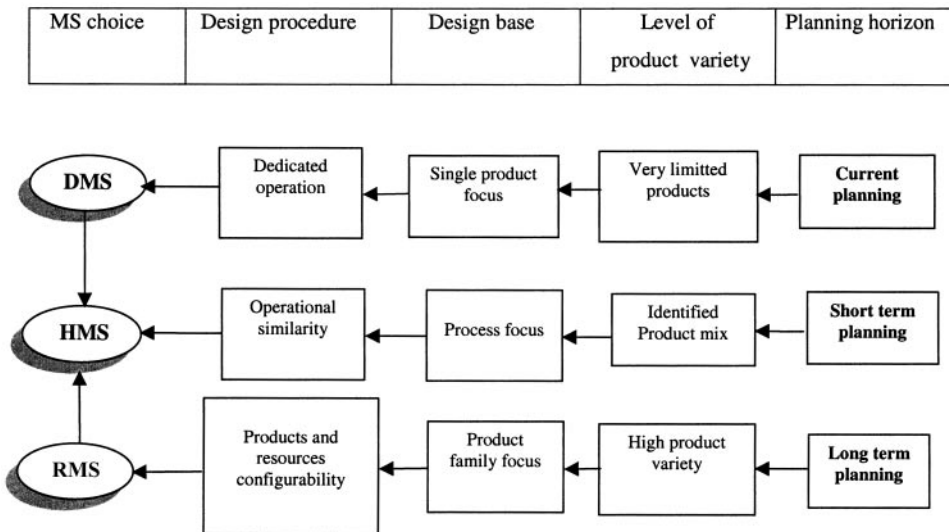 MS choice
Design procedure
Design base
Level of
product variety
Planning horizon
DMS
Dedicated
operation
Single product
focus
Very limitted
products
Current
planning
HMS
Operational
similarity
Process focus
Identified
Product mix
Short term
planning
RMS
Products and
resources
configurability
Product
family focus
High product
variety
Long term
planning